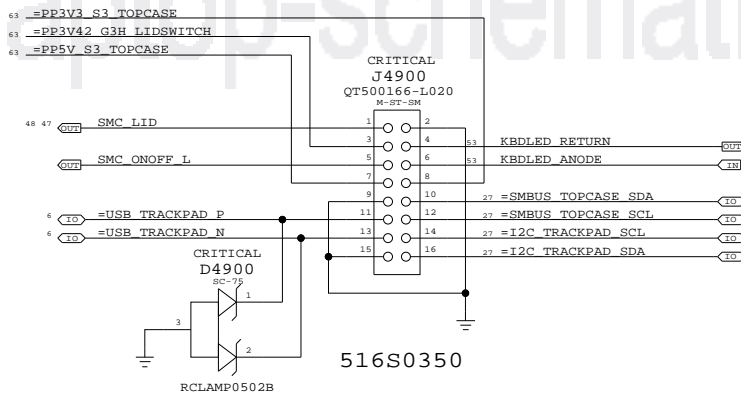 aptop-schemati
63 =PP3V3_S3_TOPCASE
63 =PP3V42_G3H_LIDSWITCH
63 =PP5V_S3_TOPCASE
CRITICAL
J4900
QT500166-L020
M-ST-SM
48 47 OUT SMC_LID 1 2
3 4 53 KBDLED_RETURN OUT
OUT SMC_ONOFF_L 5 6 53 KBDLED_ANODE IN
7 8
9 10 27 =SMBUS_TOPCASE_SDA IO
6 IO =USB_TRACKPAD_P 11 12 27 =SMBUS_TOPCASE_SCL IO
6 IO =USB_TRACKPAD_N 13 14 27 =I2C_TRACKPAD_SCL IO
15 16 27 =I2C_TRACKPAD_SDA IO
CRITICAL
D4900
SC-75
1
3
2
516S0350
RCLAMP0502B